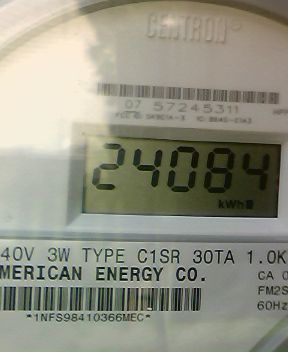 CENTRON®
07 57245311
24084
kWh
40V 3W TYPE C1SR 30TA 1.0K
MERICAN ENERGY CO.
CA 0
FM2S
60Hz
*1NFS98410366MEC*